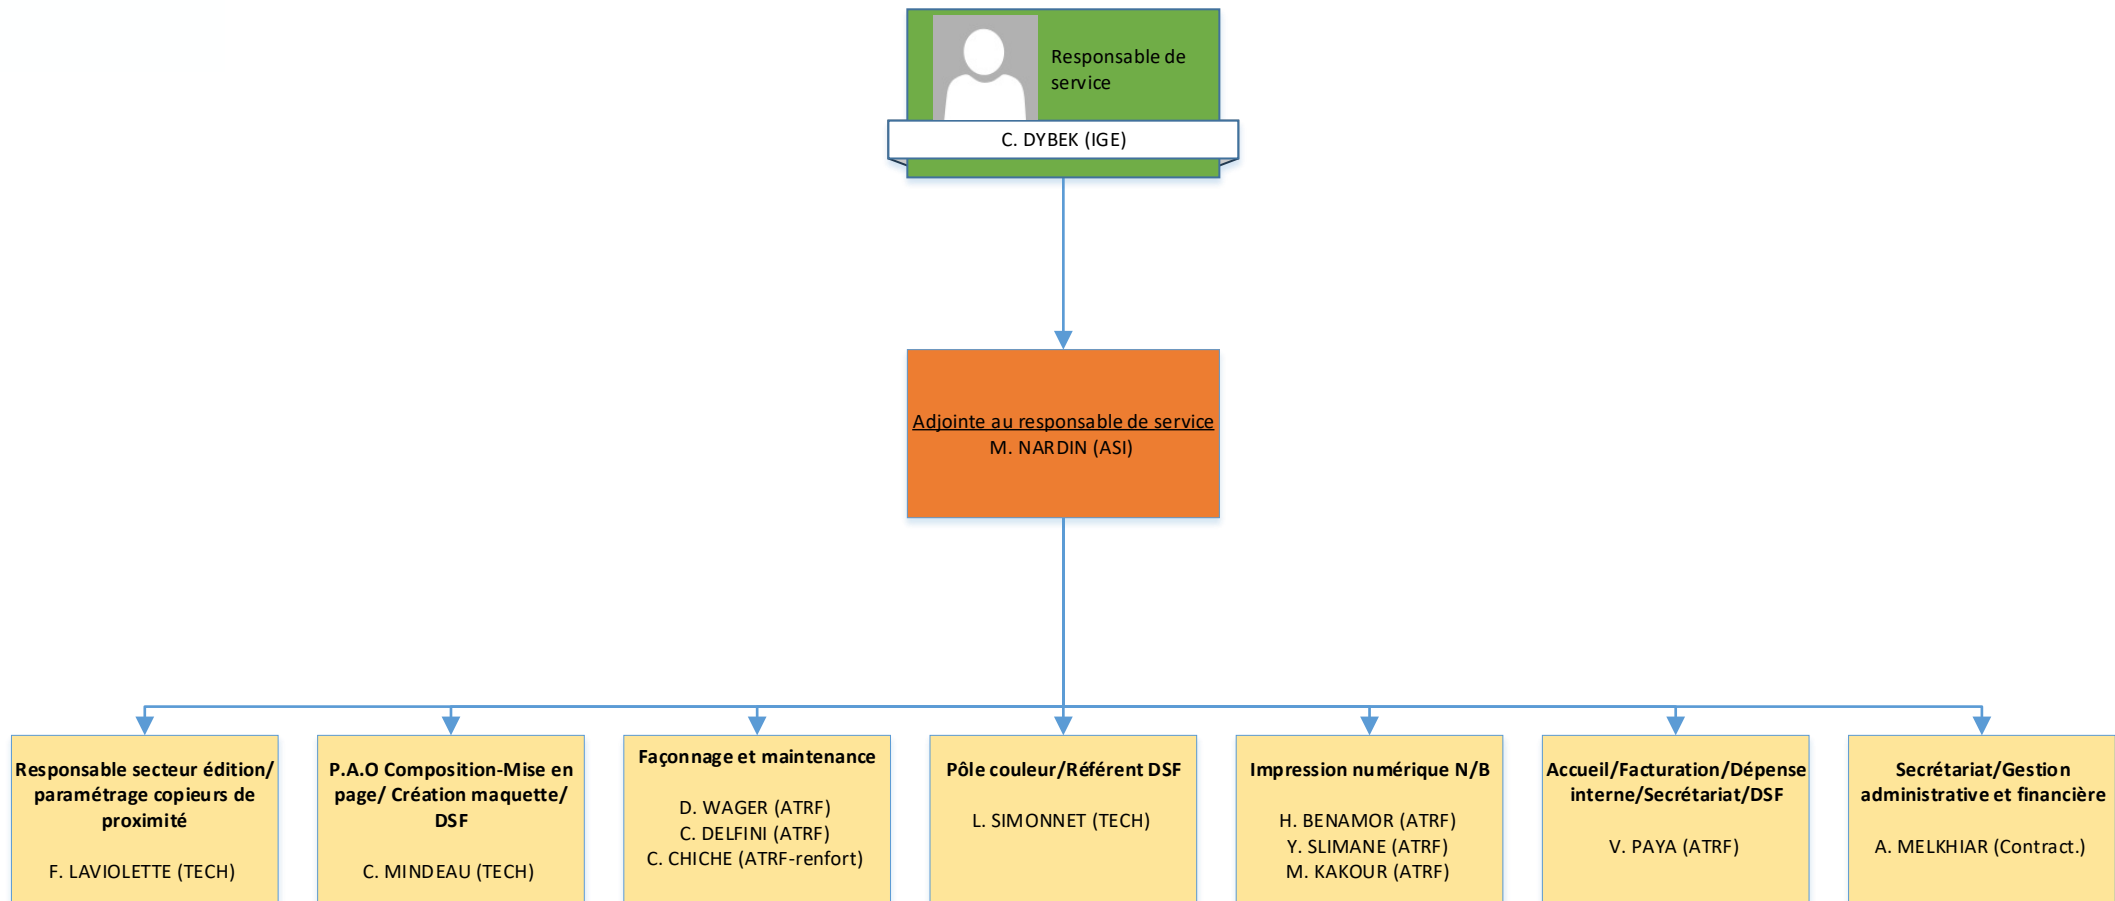 Responsable de
service
C. DYBEK (IGE)
Adjointe au responsable de service
M. NARDIN (ASI)
Responsable secteur édition/
paramétrage copieurs de
proximité
F. LAVIOLETTE (TECH)
P.A.O Composition-Mise en
page/ Création maquette/
DSF
C. MINDEAU (TECH)
Façonnage et maintenance
D. WAGER (ATRF)
C. DELFINI (ATRF)
C. CHICHE (ATRF-renfort)
Pôle couleur/Référent DSF
L. SIMONNET (TECH)
Impression numérique N/B
H. BENAMOR (ATRF)
Y. SLIMANE (ATRF)
M. KAKOUR (ATRF)
Accueil/Facturation/Dépense
interne/Secrétariat/DSF
V. PAYA (ATRF)
Secrétariat/Gestion
administrative et financière
A. MELKHIAR (Contract.)